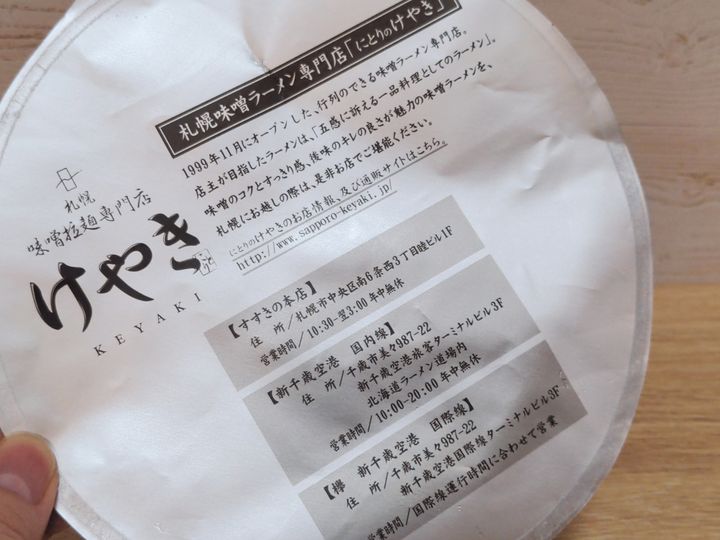 札幌味噌ラーメン専門店「にとりのけやき」
1999年11月にオープンした、行列のできる味噌ラーメン専門店。
店主が目指したラーメンは、「五感に訴える一品料理としてのラーメン」。
味噌のコクとすっきり感、後味のキレの良さが魅力の味噌ラーメンを、
札幌にお越しの際は、是非お店でご堪能ください。
にとりのけやきのお店情報、及び通販サイトはこちら。
http://www.sapporo-keyaki.jp/
札幌
味噌拉麺専門店
けやき
KEYAKI
【すすきの本店】
住 所/札幌市中央区南6条西3丁目睦ビル1F
営業時間/10:30-翌3:00 年中無休
【新千歳空港 国内線】
住 所/千歳市美々987-22
新千歳空港旅客ターミナルビル3F
北海道ラーメン道場内
営業時間/10:00-20:00 年中無休
【欅 新千歳空港 国際線】
住 所/千歳市美々987-22
新千歳空港国際線ターミナルビル3F
営業時間/国際線運行時間に合わせて営業